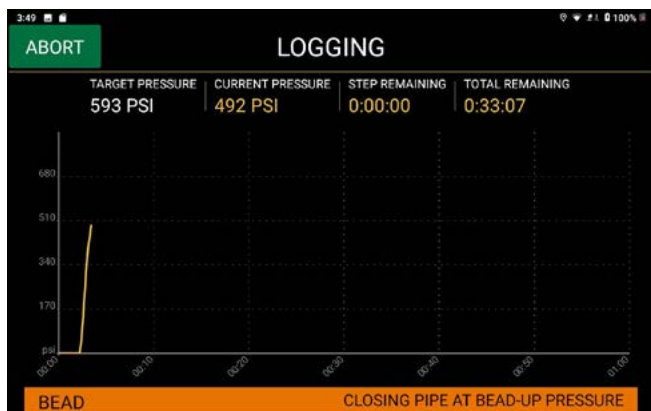 3:49 100%
ABORT LOGGING
TARGET PRESSURE CURRENT PRESSURE STEP REMAINING TOTAL REMAINING
593 PSI 492 PSI 0:00:00 0:33:07
680
510
340
170
psi
00:00 00:10 00:20 00:30 00:40 00:50 01:00
BEAD CLOSING PIPE AT BEAD-UP PRESSURE